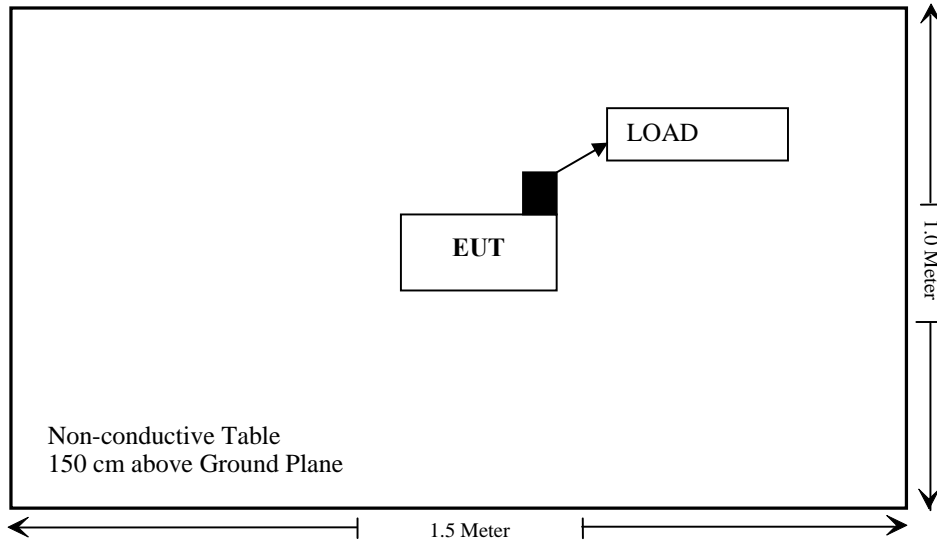 LOAD
EUT
1.0 Meter
Non-conductive Table
150 cm above Ground Plane
1.5 Meter